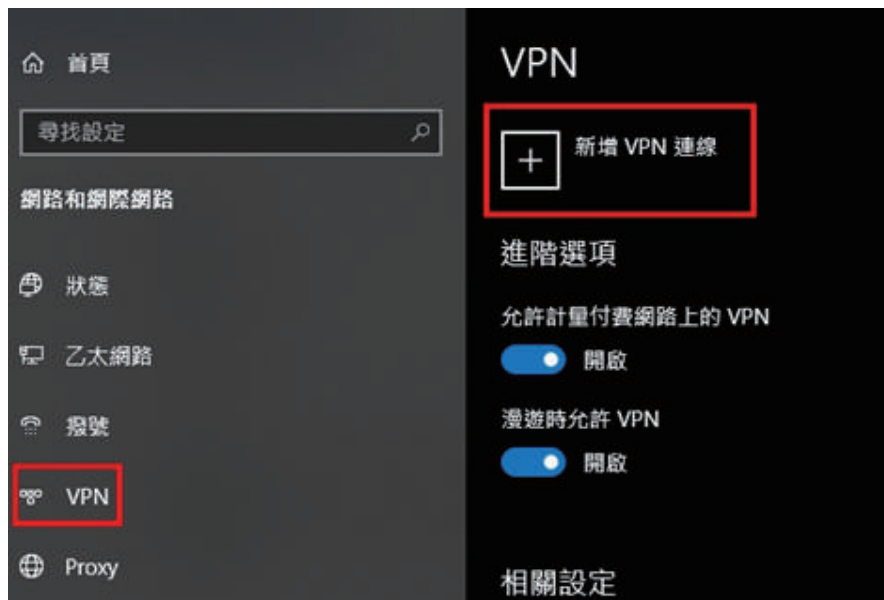 首頁
尋找設定
網路和網際網路
狀態
乙太網路
撥號
VPN
Proxy
VPN
新增 VPN 連線
進階選項
允許計量付費網路上的 VPN
開啟
漫遊時允許 VPN
開啟
相關設定